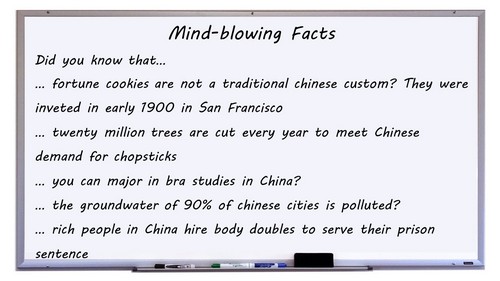 Mind-blowing Facts
Did you know that...
... fortune cookies are not a traditional chinese custom? They were
inveted in early 1900 in San Francisco
... twenty million trees are cut every year to meet Chinese
demand for chopsticks
... you can major in bra studies in China?
... the groundwater of 90% of chinese cities is polluted?
... rich people in China hire body doubles to serve their prison
sentence